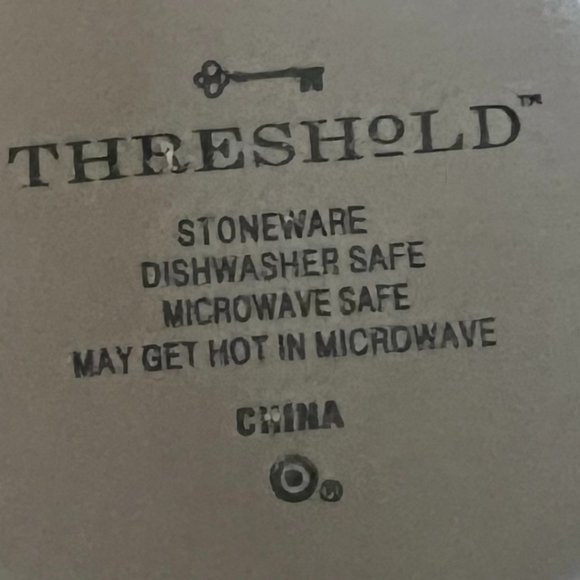 THRESHOLD™
STONEWARE
DISHWASHER SAFE
MICROWAVE SAFE
MAY GET HOT IN MICROWAVE
CHINA
®